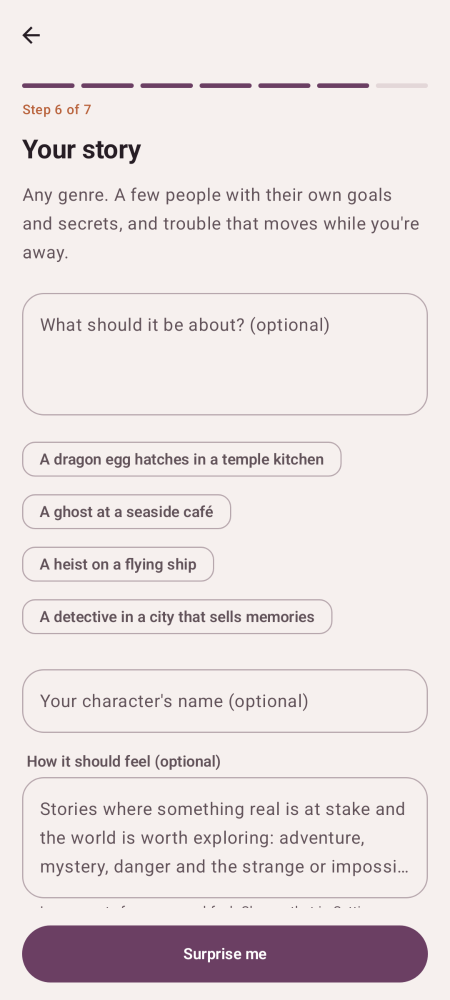 Step 6 of 7
Your story
Any genre. A few people with their own goals
and secrets, and trouble that moves while you're
away.
What should it be about? (optional)
A dragon egg hatches in a temple kitchen
A ghost at a seaside café
A heist on a flying ship
A detective in a city that sells memories
Your character's name (optional)
How it should feel (optional)
Stories where something real is at stake and
the world is worth exploring: adventure,
mystery, danger and the strange or impossi…
Surprise me